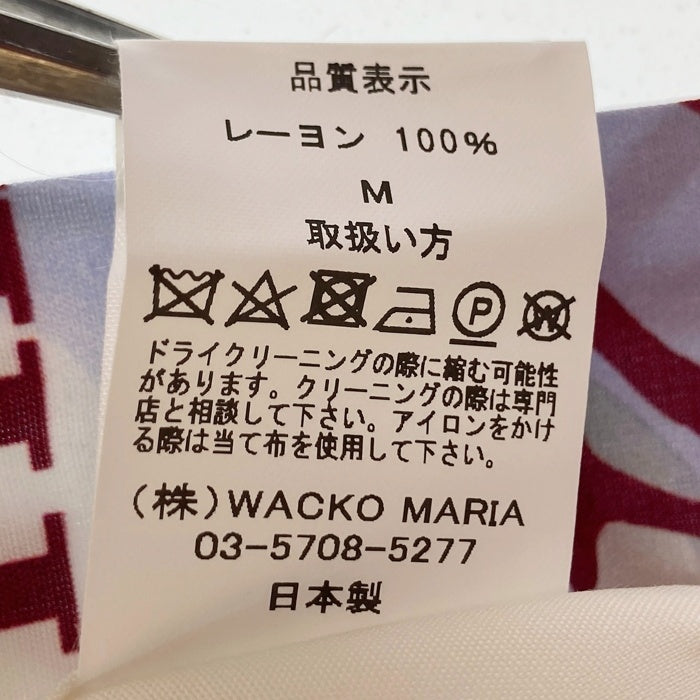 品質表示
レーヨン 100%
M
取扱い方
P
W
ドライクリーニングの際に縮む可能性
があります。クリーニングの際は専門
店と相談して下さい。アイロンをかけ
る際は当て布を使用して下さい。
(株)WACKO MARIA
03-5708-5277
日本製